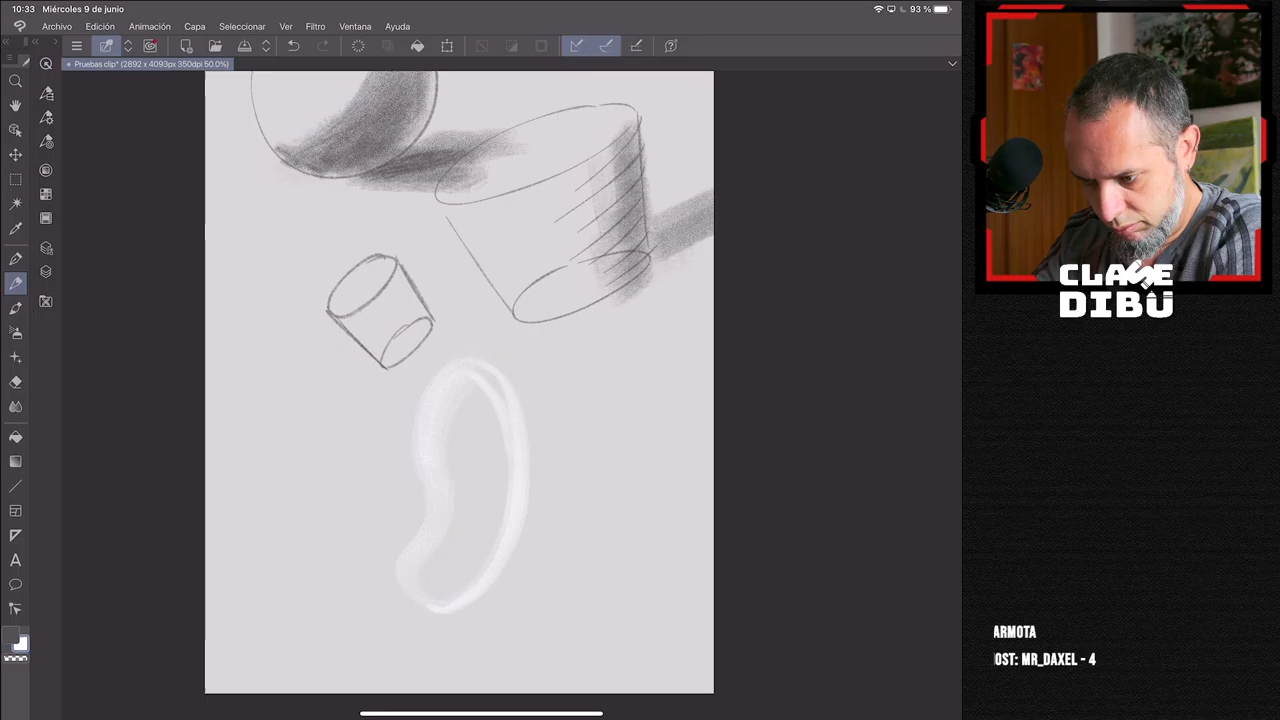 10:33 Miércoles 9 de junio
93 %
Archivo Edición Animación Capa Seleccionar Ver Filtro Ventana Ayuda
Pruebas clip* (2892 x 4093px 350dpi 50.0%)
CLASE
DIBU
ARMOTA
OST: MR_DAXEL - 4